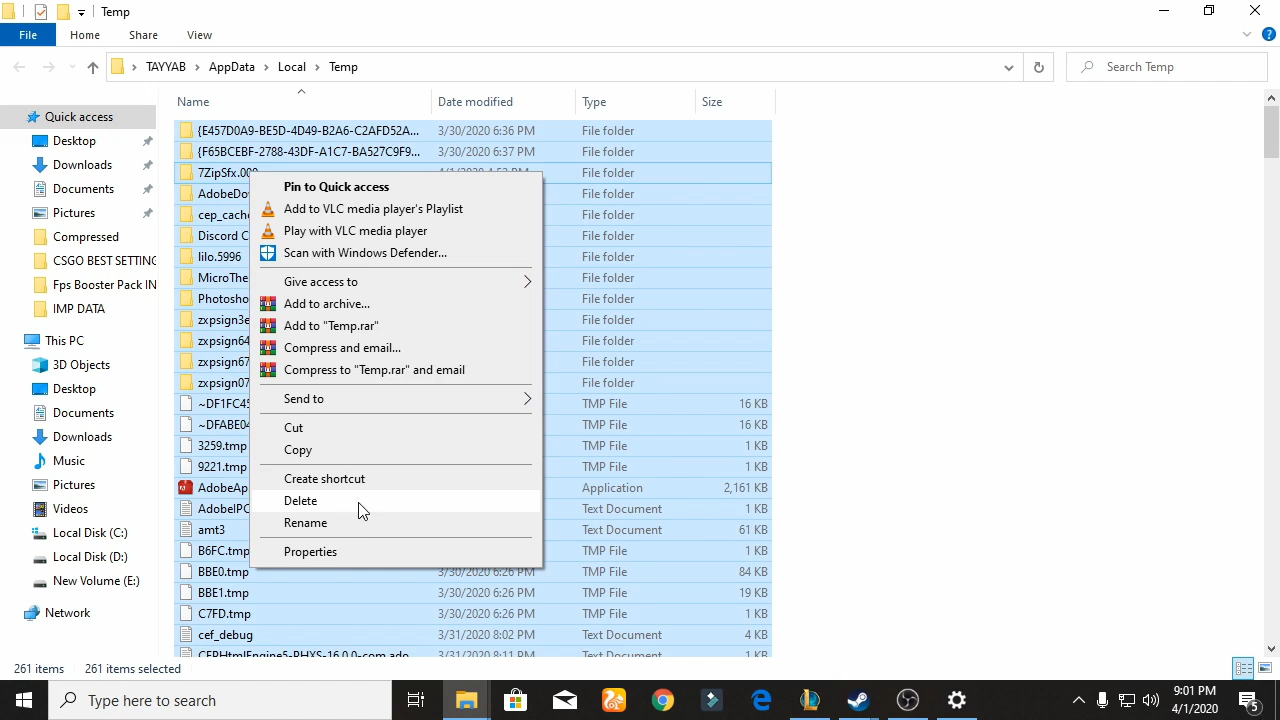 Temp
File Home Share View
TAYYAB > AppData > Local > Temp
Search Temp
Name Date modified Type Size
Quick access
Desktop
Downloads
Documents
Pictures
Compressed
CSGO BEST SETTING
Fps Booster Pack IN
IMP DATA
This PC
3D Objects
Desktop
Documents
Downloads
Music
Pictures
Videos
Local Disk (C:)
Local Disk (D:)
New Volume (E:)
Network
{E457D0A9-BE5D-4D49-B2A6-C2AFD52A... 3/30/2020 6:36 PM File folder
{F65BCEBF-2788-43DF-A1C7-BA527C9F9... 3/30/2020 6:37 PM File folder
7ZipSfx.000 File folder
AdobeDo File folder
cep_cache File folder
Discord C File folder
lilo.5996 File folder
MicroThe File folder
Photosho File folder
zxpsign3e File folder
zxpsign64 File folder
zxpsign67 File folder
zxpsign07 File folder
~DF1FC45 TMP File 16 KB
~DFABE04 TMP File 16 KB
3259.tmp TMP File 1 KB
9221.tmp TMP File 1 KB
AdobeAp Application 2,161 KB
AdobeIPC Text Document 1 KB
amt3 Text Document 61 KB
B6FC.tmp TMP File 1 KB
BBE0.tmp 3/30/2020 6:26 PM TMP File 84 KB
BBE1.tmp 3/30/2020 6:26 PM TMP File 19 KB
C7FD.tmp 3/30/2020 6:26 PM TMP File 1 KB
cef_debug 3/31/2020 8:02 PM Text Document 4 KB
CEPHtmlEngine5-PHXS-16.0.0-com.ado... 3/31/2020 8:11 PM Text Document 1 KB
Pin to Quick access
Add to VLC media player's Playlist
Play with VLC media player
Scan with Windows Defender...
Give access to
Add to archive...
Add to "Temp.rar"
Compress and email...
Compress to "Temp.rar" and email
Send to
Cut
Copy
Create shortcut
Delete
Rename
Properties
261 items 261 items selected
Type here to search
9:01 PM
4/1/2020
5